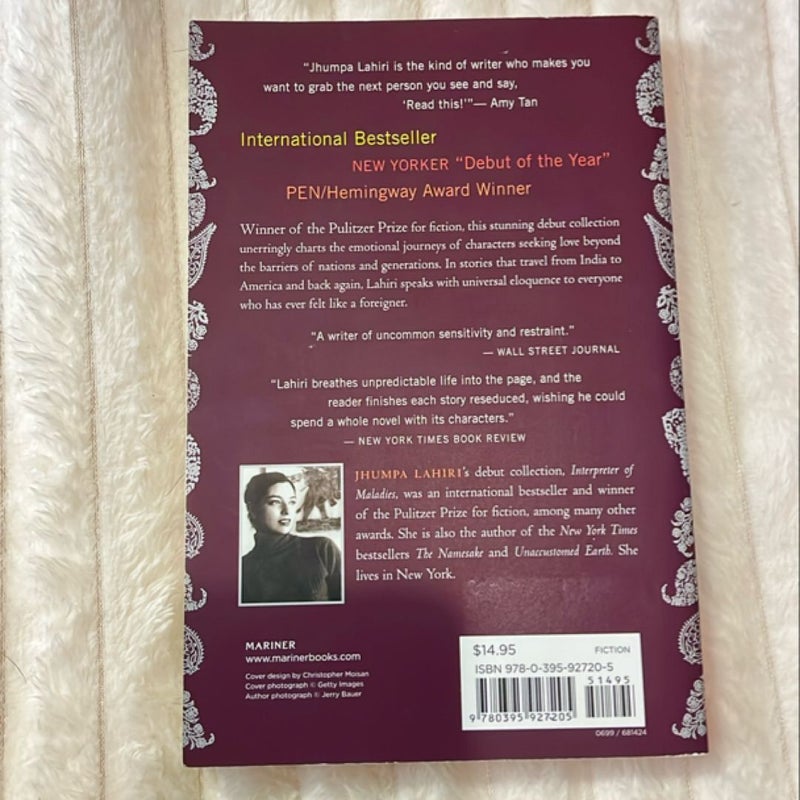 “Jhumpa Lahiri is the kind of writer who makes you
want to grab the next person you see and say,
‘Read this!’”— Amy Tan
International Bestseller
NEW YORKER “Debut of the Year”
PEN/Hemingway Award Winner
Winner of the Pulitzer Prize for fiction, this stunning debut collection
unerringly charts the emotional journeys of characters seeking love beyond
the barriers of nations and generations. In stories that travel from India to
America and back again, Lahiri speaks with universal eloquence to everyone
who has ever felt like a foreigner.
“A writer of uncommon sensitivity and restraint.”
— WALL STREET JOURNAL
“Lahiri breathes unpredictable life into the page, and the
reader finishes each story reseduced, wishing he could
spend a whole novel with its characters.”
— NEW YORK TIMES BOOK REVIEW
JHUMPA LAHIRI’s debut collection, Interpreter of
Maladies, was an international bestseller and winner
of the Pulitzer Prize for fiction, among many other
awards. She is also the author of the New York Times
bestsellers The Namesake and Unaccustomed Earth. She
lives in New York.
MARINER
www.marinerbooks.com
Cover design by Christopher Moisan
Cover photograph © Getty Images
Author photograph © Jerry Bauer
$14.95 FICTION
ISBN 978-0-395-92720-5
51495
9 780395 927205
0699 / 681424